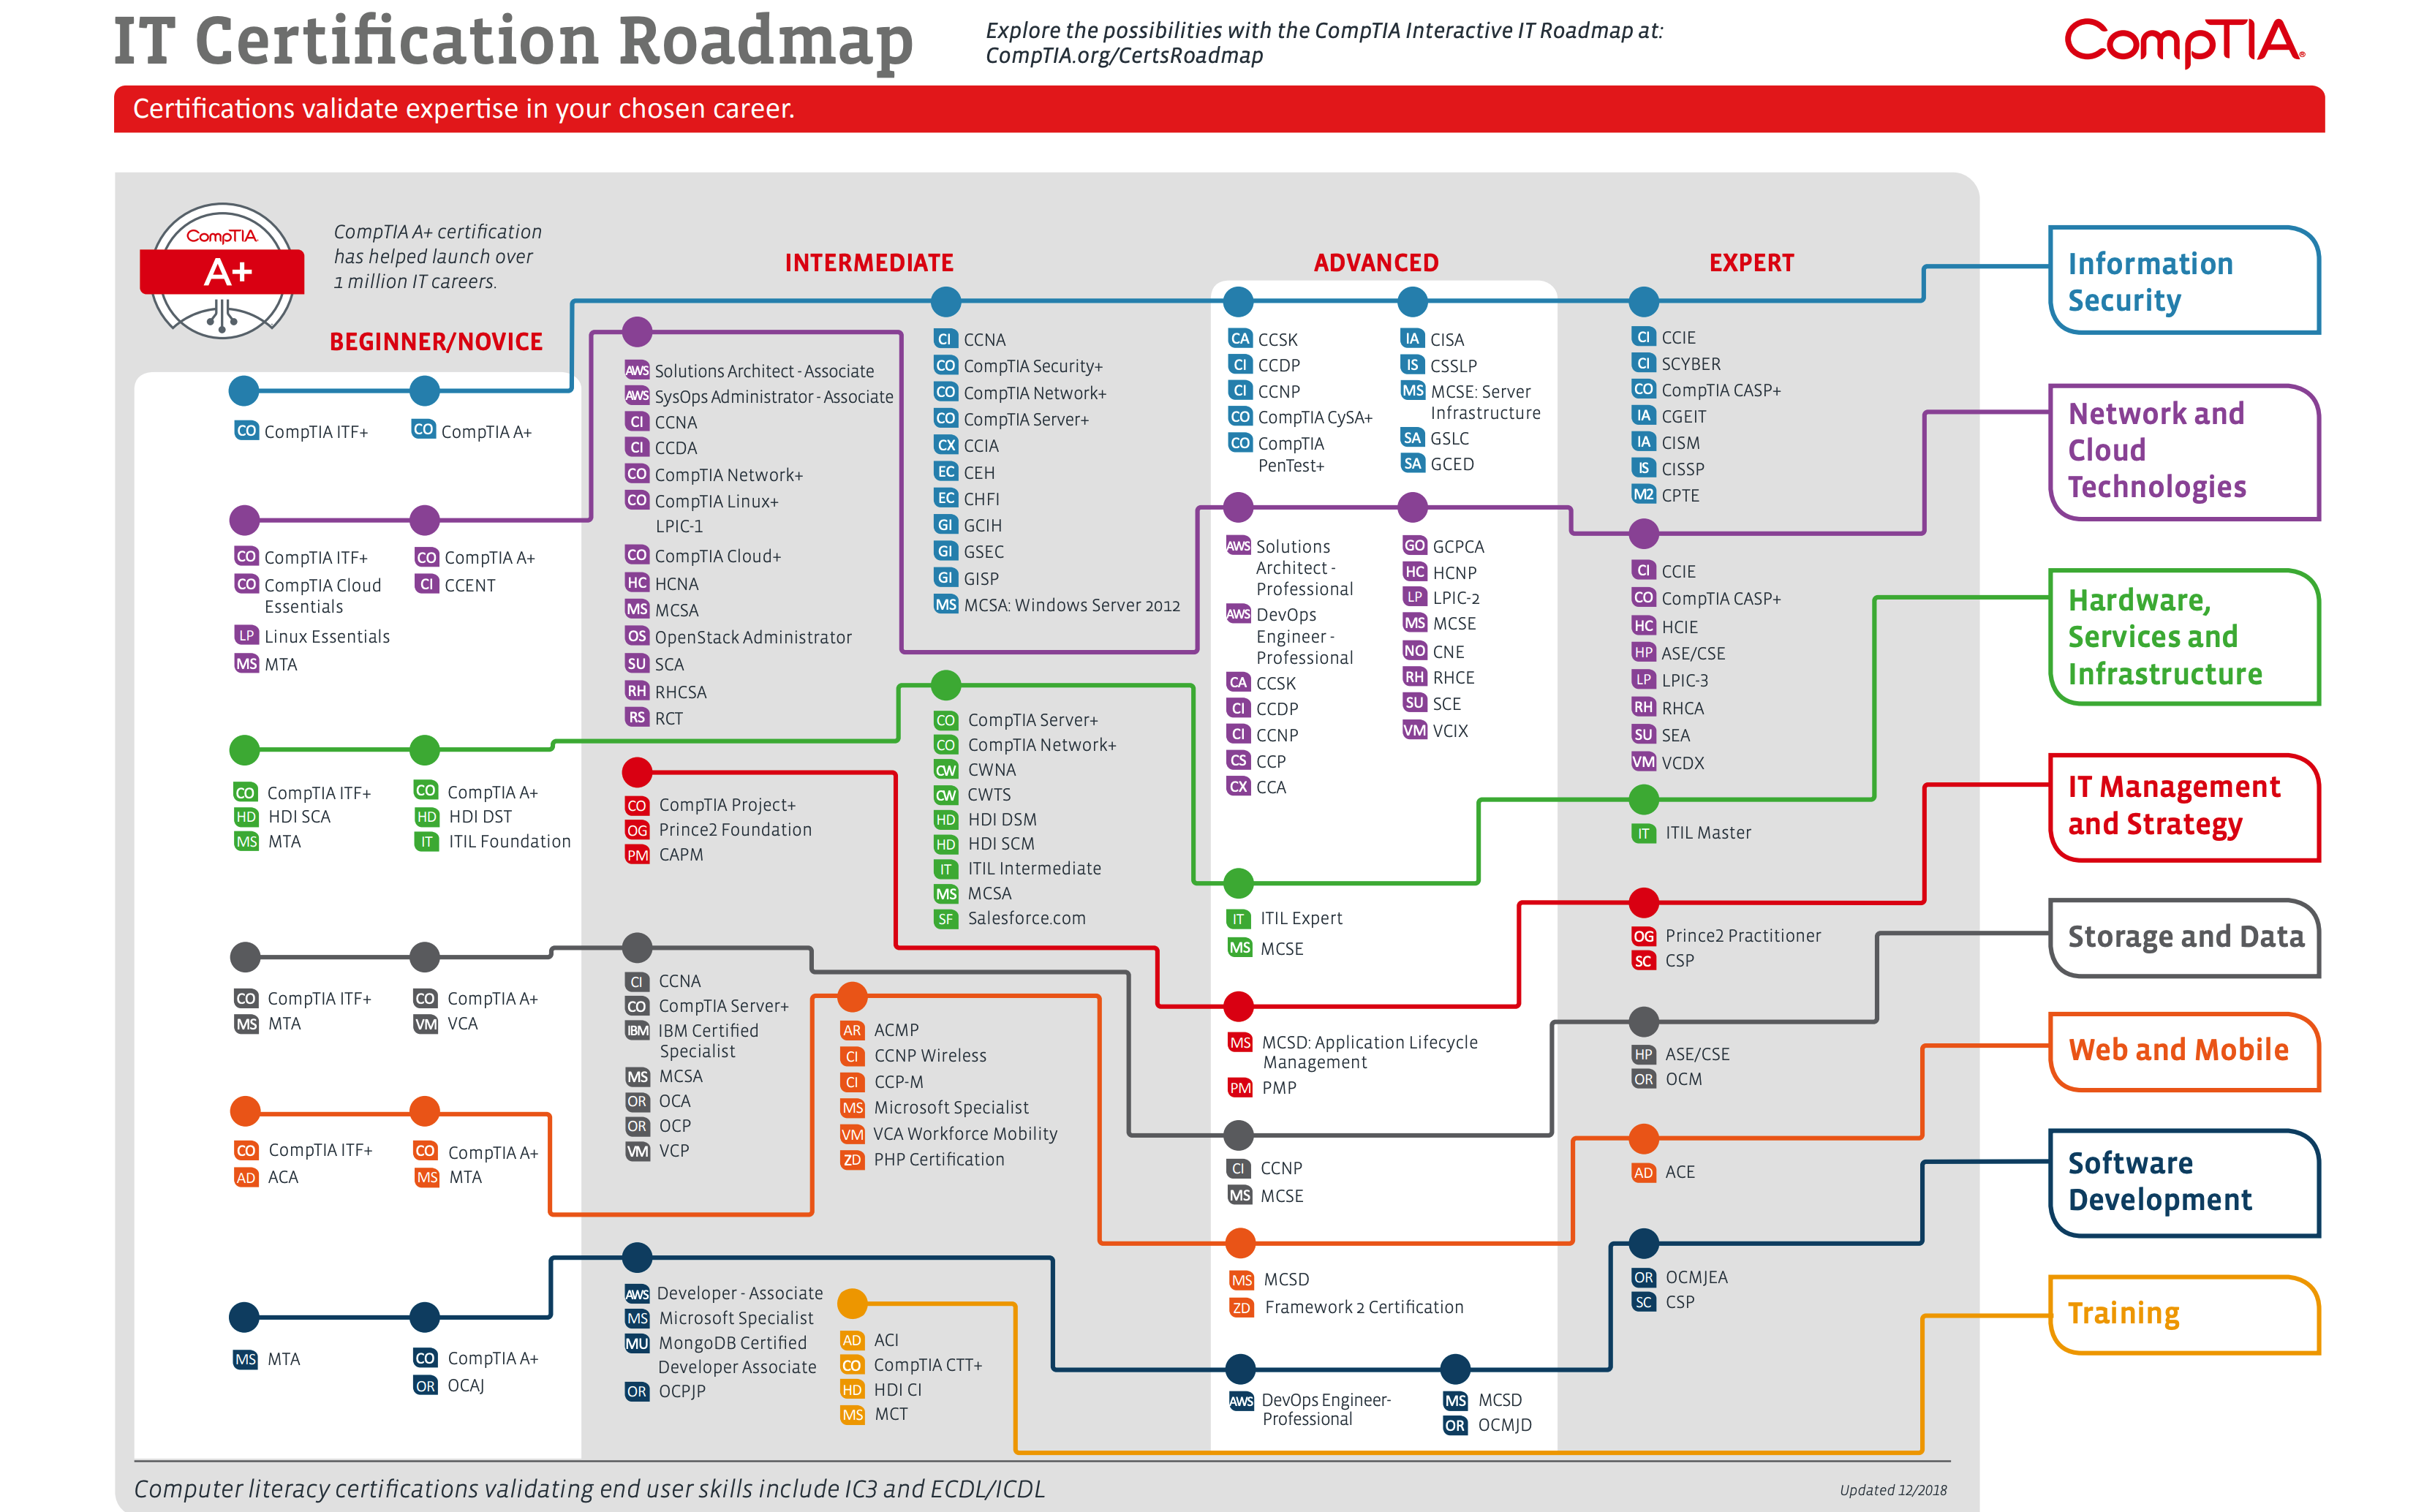 IT Certification Roadmap
Explore the possibilities with the CompTIA Interactive IT Roadmap at:
CompTIA.org/CertsRoadmap
CompTIA.
Certifications validate expertise in your chosen career.
CompTIA
A+
CompTIA A+ certification
has helped launch over
1 million IT careers.
BEGINNER/NOVICE
INTERMEDIATE
ADVANCED
EXPERT
CO CompTIA ITF+
CO CompTIA A+
CI CCNA
CO CompTIA Security+
CO CompTIA Network+
CO CompTIA Server+
CX CCIA
EC CEH
EC CHFI
GI GCIH
GI GSEC
GI GISP
MS MCSA: Windows Server 2012
CA CCSK
CI CCDP
CI CCNP
CO CompTIA CySA+
CO CompTIA
PenTest+
IA CISA
IS CSSLP
MS MCSE: Server
Infrastructure
SA GSLC
SA GCED
CI CCIE
CI SCYBER
CO CompTIA CASP+
IA CGEIT
IA CISM
IS CISSP
M2 CPTE
Information
Security
CO CompTIA ITF+
CO CompTIA Cloud
Essentials
LP Linux Essentials
MS MTA
CO CompTIA A+
CI CCENT
AWS Solutions Architect - Associate
AWS SysOps Administrator - Associate
CI CCNA
CI CCDA
CO CompTIA Network+
CO CompTIA Linux+
LPIC-1
CO CompTIA Cloud+
HC HCNA
MS MCSA
OS OpenStack Administrator
SU SCA
RH RHCSA
RS RCT
AWS Solutions
Architect -
Professional
AWS DevOps
Engineer -
Professional
CA CCSK
CI CCDP
CI CCNP
CS CCP
CX CCA
GO GCPCA
HC HCNP
LP LPIC-2
MS MCSE
NO CNE
RH RHCE
SU SCE
VM VCIX
CI CCIE
CO CompTIA CASP+
HC HCIE
HP ASE/CSE
LP LPIC-3
RH RHCA
SU SEA
VM VCDX
Network and
Cloud
Technologies
CO CompTIA ITF+
HD HDI SCA
MS MTA
CO CompTIA A+
HD HDI DST
IT ITIL Foundation
CO CompTIA Server+
CO CompTIA Network+
CW CWNA
CW CWTS
HD HDI DSM
HD HDI SCM
IT ITIL Intermediate
MS MCSA
SF Salesforce.com
IT ITIL Expert
MS MCSE
IT ITIL Master
Hardware,
Services and
Infrastructure
CO CompTIA Project+
OG Prince2 Foundation
PM CAPM
MS MCSD: Application Lifecycle
Management
PM PMP
OG Prince2 Practitioner
SC CSP
IT Management
and Strategy
CO CompTIA ITF+
MS MTA
CO CompTIA A+
VM VCA
CI CCNA
CO CompTIA Server+
IBM IBM Certified
Specialist
MS MCSA
OR OCA
OR OCP
VM VCP
CI CCNP
MS MCSE
HP ASE/CSE
OR OCM
Storage and Data
CO CompTIA ITF+
AD ACA
CO CompTIA A+
MS MTA
AR ACMP
CI CCNP Wireless
CI CCP-M
MS Microsoft Specialist
VM VCA Workforce Mobility
ZD PHP Certification
MS MCSD
ZD Framework 2 Certification
AD ACE
Web and Mobile
MS MTA
CO CompTIA A+
OR OCAJ
AWS Developer - Associate
MS Microsoft Specialist
MU MongoDB Certified
Developer Associate
OR OCPJP
AWS DevOps Engineer-
Professional
MS MCSD
OR OCMJD
OR OCMJEA
SC CSP
Software
Development
AD ACI
CO CompTIA CTT+
HD HDI CI
MS MCT
Training
Computer literacy certifications validating end user skills include IC3 and ECDL/ICDL
Updated 12/2018